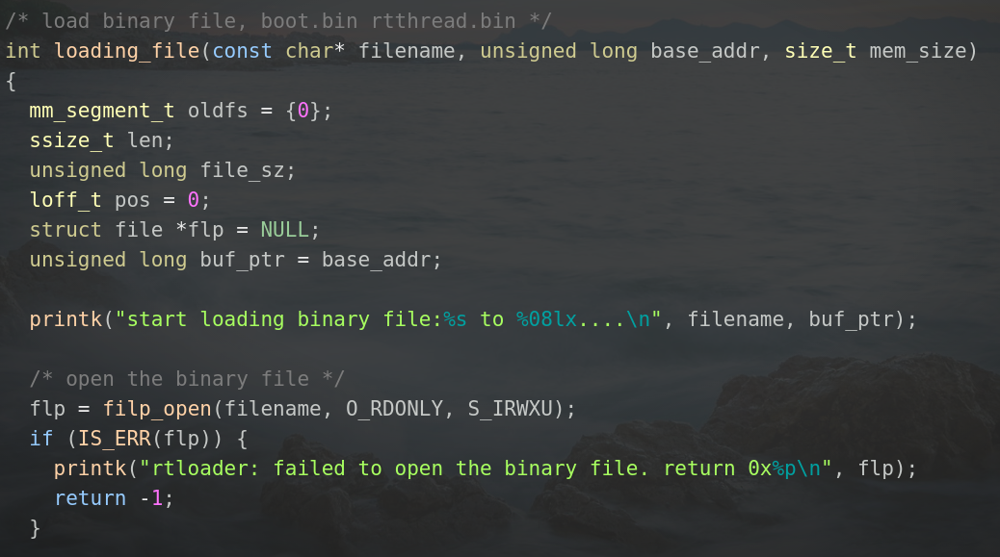 /* load binary file, boot.bin rtthread.bin */
int loading_file(const char* filename, unsigned long base_addr, size_t mem_size)
{
  mm_segment_t oldfs = {0};
  ssize_t len;
  unsigned long file_sz;
  loff_t pos = 0;
  struct file *flp = NULL;
  unsigned long buf_ptr = base_addr;

  printk("start loading binary file:%s to %08lx....\n", filename, buf_ptr);

  /* open the binary file */
  flp = filp_open(filename, O_RDONLY, S_IRWXU);
  if (IS_ERR(flp)) {
    printk("rtloader: failed to open the binary file. return 0x%p\n", flp);
    return -1;
  }